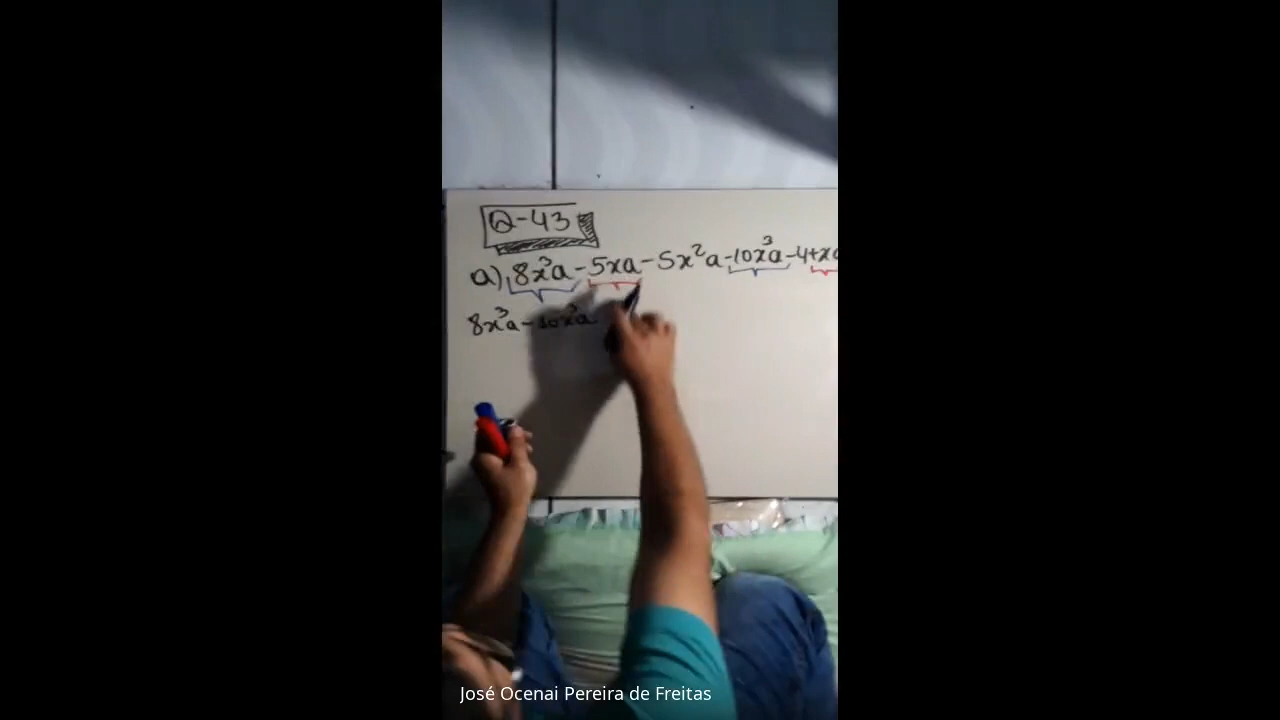 Q-43
a) 8x³a - 5xa - 5x²a - 10x³a - 4 + xa
8x³a - 10x³a
José Ocenai Pereira de Freitas